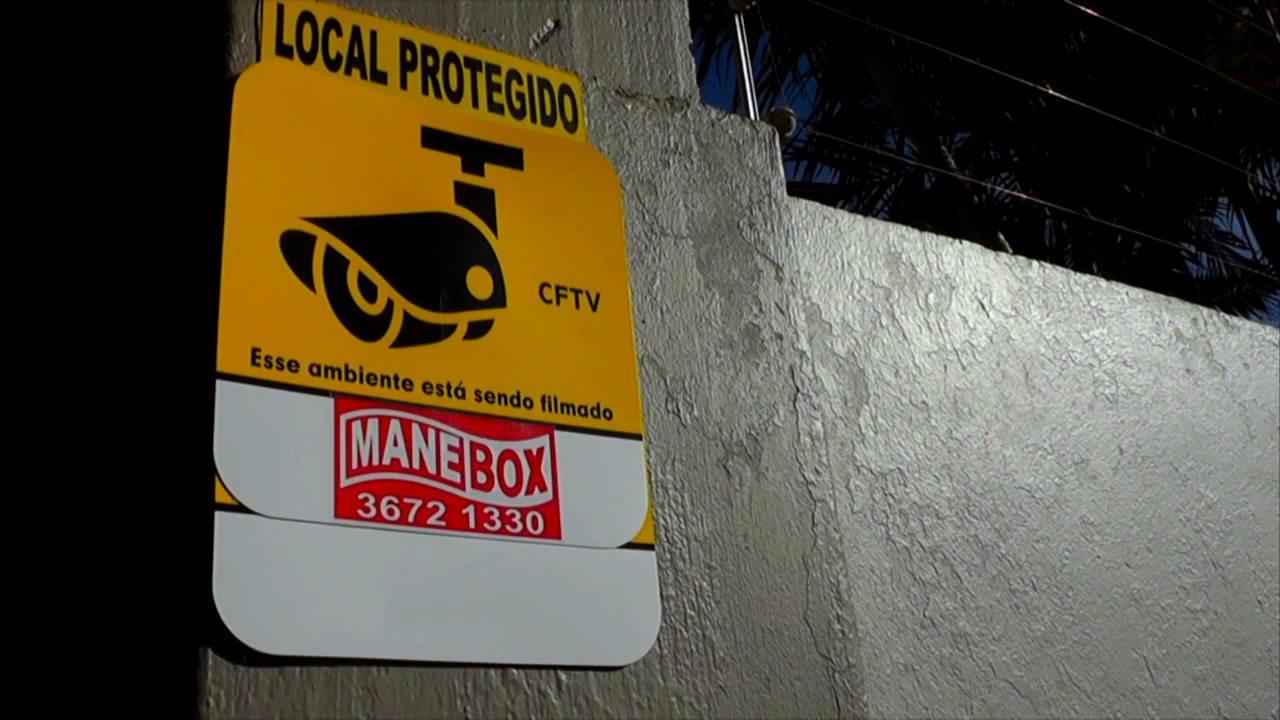 LOCAL PROTEGIDO
CFTV
Esse ambiente está sendo filmado
MANEBOX
3672 1330